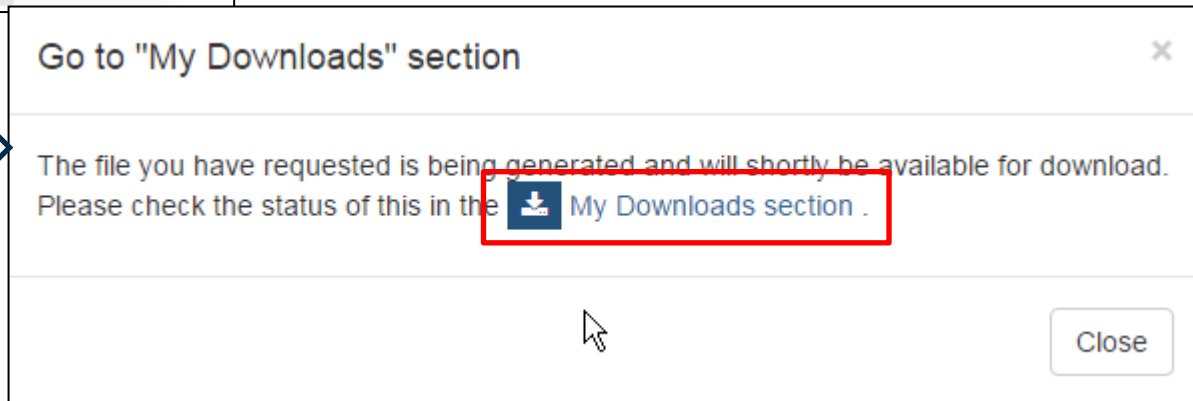 Go to "My Downloads" section
×
The file you have requested is being generated and will shortly be available for download.
Please check the status of this in the My Downloads section .
Close